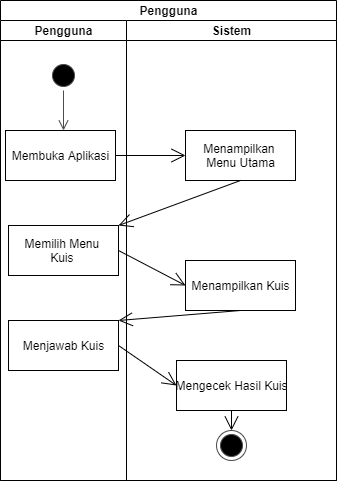 Pengguna
Pengguna
Sistem
Membuka Aplikasi
Menampilkan
Menu Utama
Memilih Menu
Kuis
Menampilkan Kuis
Menjawab Kuis
Mengecek Hasil Kuis